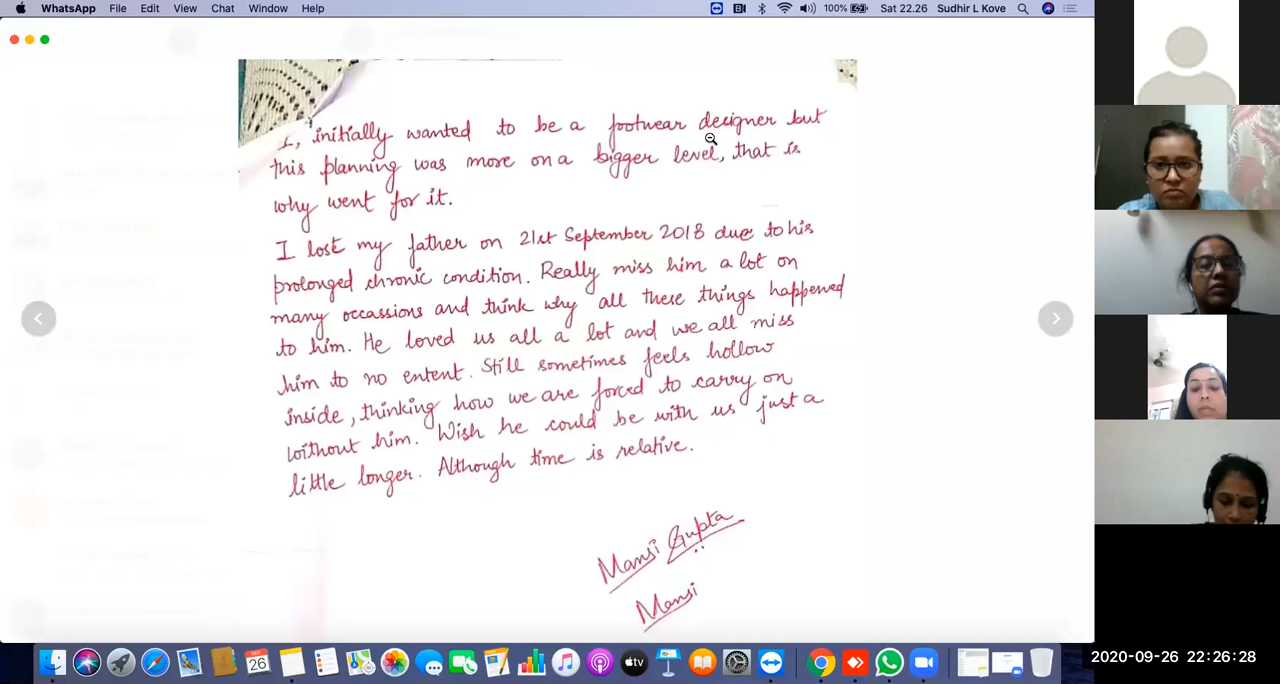 WhatsApp File Edit View Chat Window Help 100% Sat 22.26 Sudhir L Kove
I, initially wanted to be a footwear designer but
this planning was more on a bigger level, that is
why went for it.
I lost my father on 21st September 2018 due to his
prolonged chronic condition. Really miss him a lot on
many occassions and think why all these things happened
to him. He loved us all a lot and we all miss
him to no entent. Still sometimes feels hollow
inside, thinking how we are forced to carry on
without him. Wish he could be with us just a
little longer. Although time is relative.
Mansi Gupta
Mansi
SEP
26
tv
2020-09-26 22:26:28